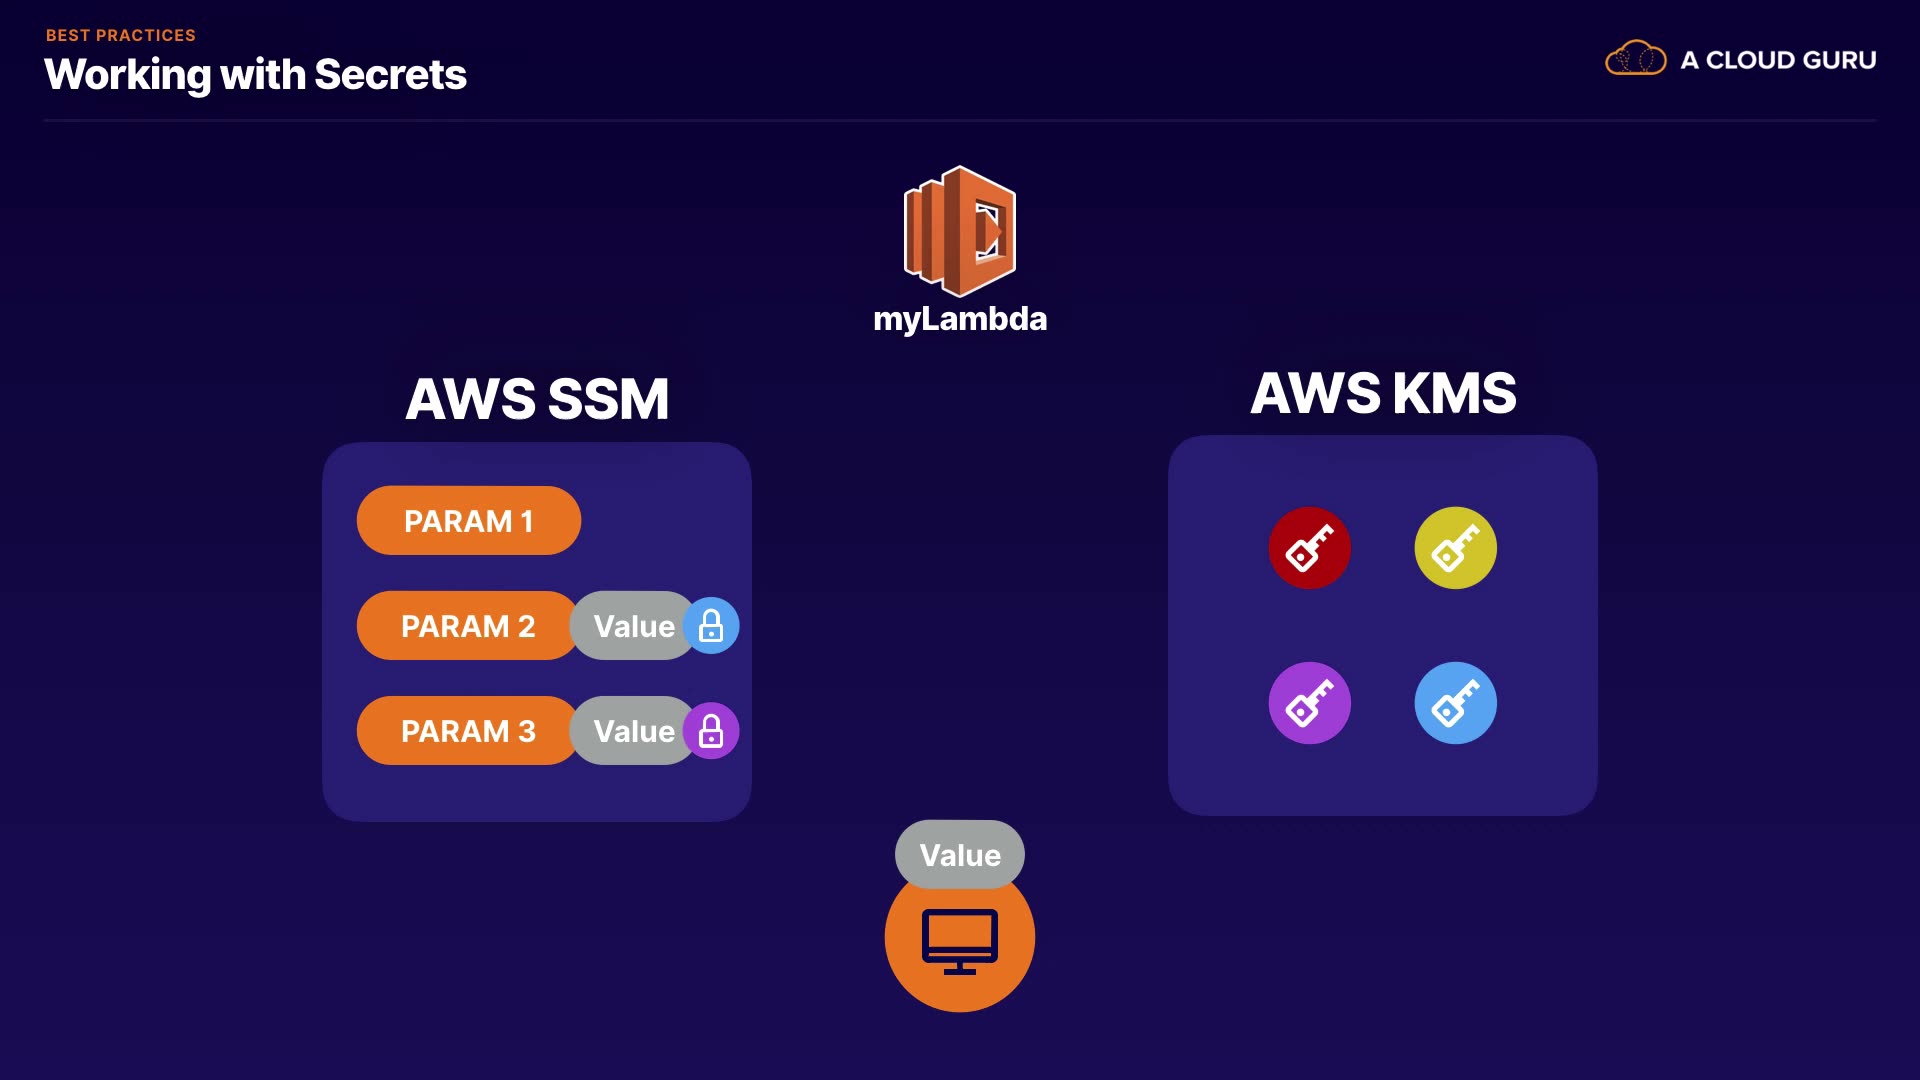 BEST PRACTICES
Working with Secrets
A CLOUD GURU
myLambda
AWS SSM
PARAM 1
PARAM 2 Value
PARAM 3 Value
AWS KMS
Value